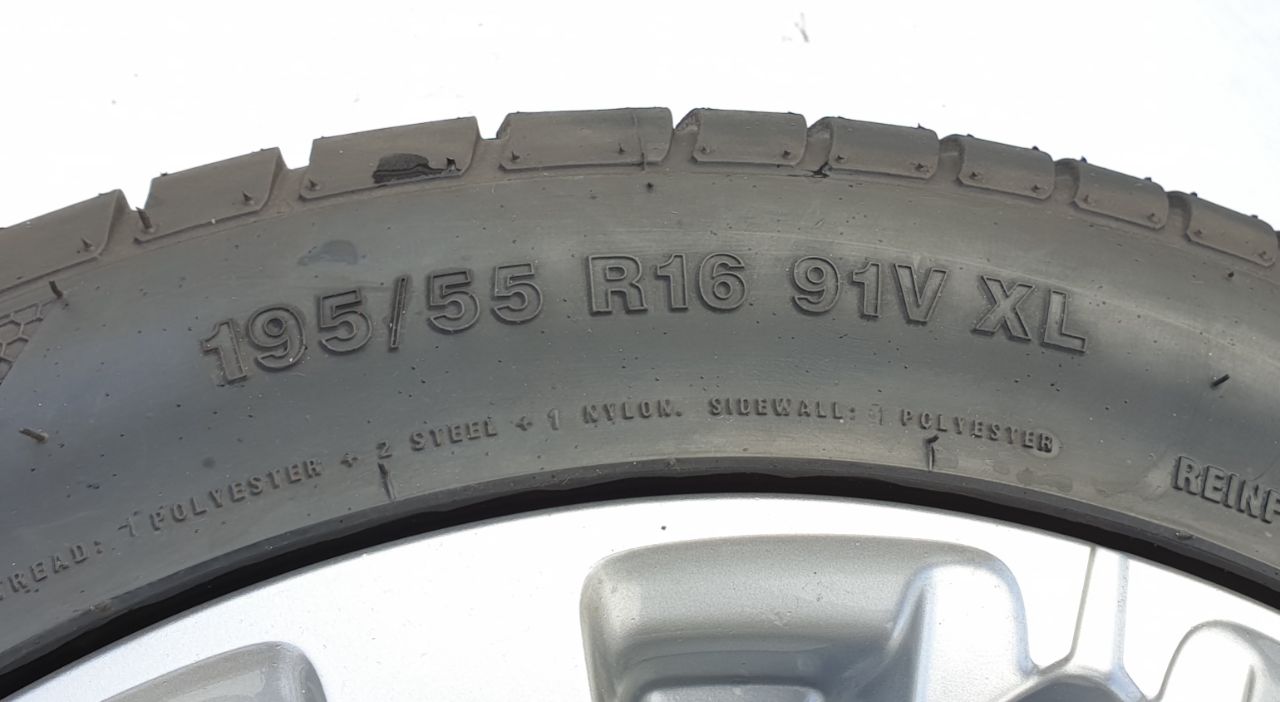 195/55 R16 91V XL
TREAD: 1 POLYESTER + 2 STEEL + 1 NYLON. SIDEWALL: 1 POLYESTER
REINF